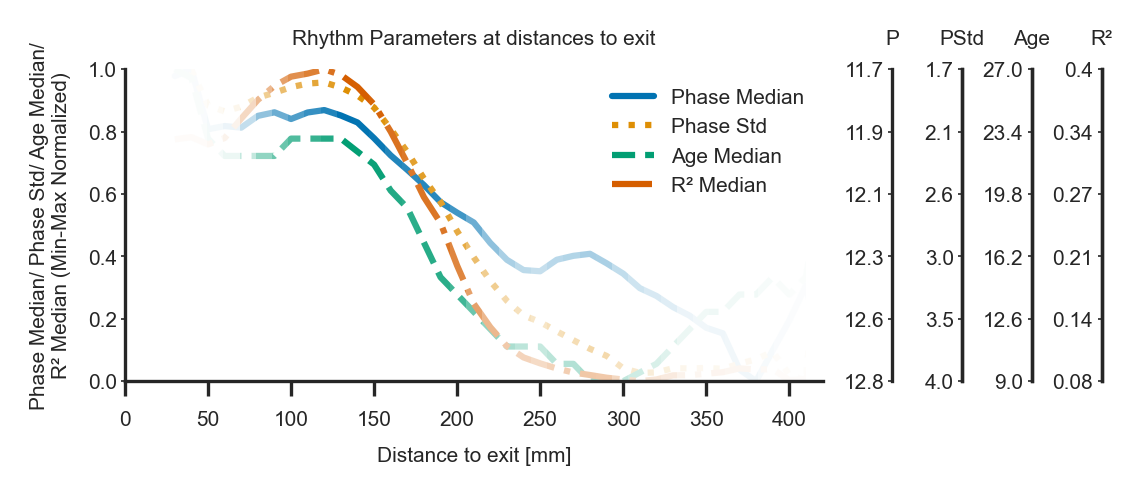 Rhythm Parameters at distances to exit
P PStd Age R²
Phase Median/ Phase Std/ Age Median/
R² Median (Min-Max Normalized)
1.0
0.8
0.6
0.4
0.2
0.0
0 50 100 150 200 250 300 350 400
Distance to exit [mm]
Phase Median
Phase Std
Age Median
R² Median
11.7 1.7 27.0 0.4
11.9 2.1 23.4 0.34
12.1 2.6 19.8 0.27
12.3 3.0 16.2 0.21
12.6 3.5 12.6 0.14
12.8 4.0 9.0 0.08